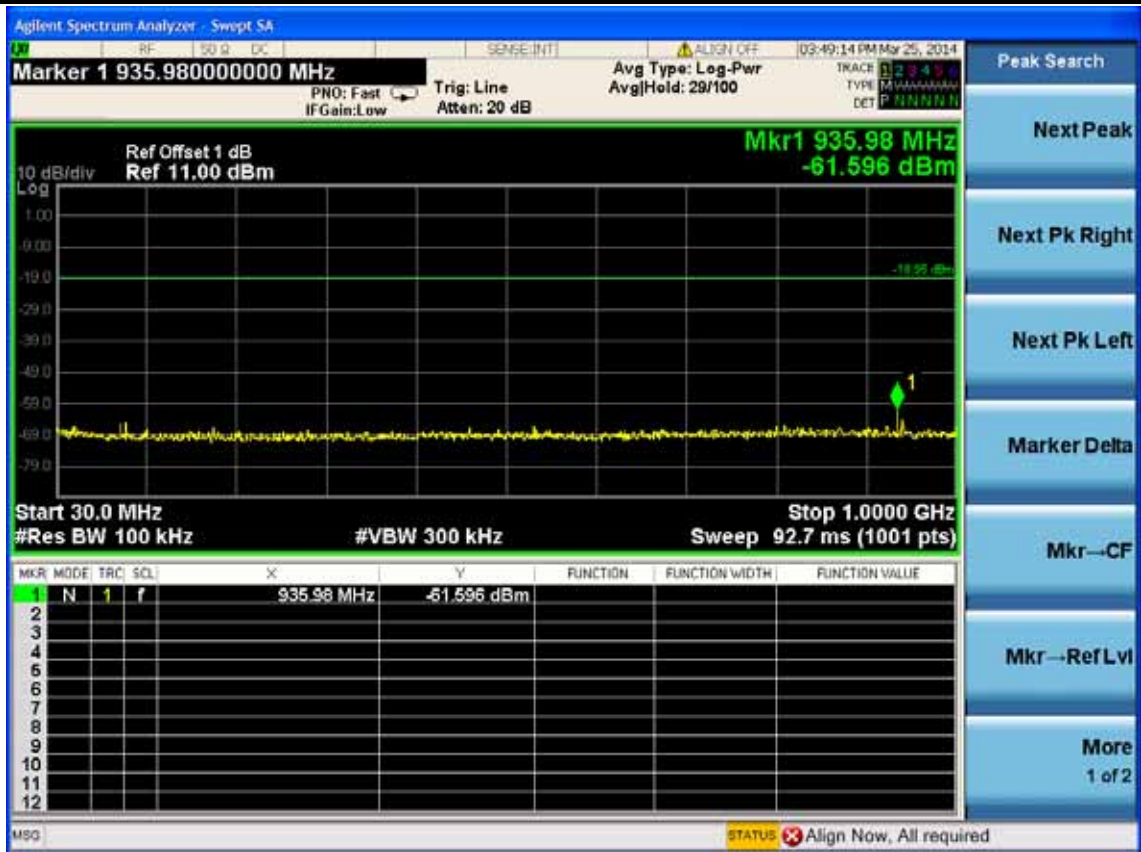 Agilent Spectrum Analyzer - Swept SA
LXI RF 50 Ω DC SENSE:INT ALIGN OFF 03:49:14 PM Mar 25, 2014
Marker 1 935.980000000 MHz
PNO: Fast
IFGain:Low
Trig: Line
Atten: 20 dB
Avg Type: Log-Pwr
Avg|Hold: 29/100
TRACE 1 2 3 4 5 6
TYPE M
DET P N N N N N
Ref Offset 1 dB
10 dB/div Ref 11.00 dBm
Log
Mkr1 935.98 MHz
-61.596 dBm
1.00
-9.00
-19.0
-29.0
-39.0
-49.0
-59.0
-69.0
-79.0
1
Start 30.0 MHz
Stop 1.0000 GHz
#Res BW 100 kHz #VBW 300 kHz Sweep 92.7 ms (1001 pts)
MKR MODE TRC SCL X Y FUNCTION FUNCTION WIDTH FUNCTION VALUE
1 N 1 f 935.98 MHz -61.596 dBm
2
3
4
5
6
7
8
9
10
11
12
MSG STATUS Align Now, All required
Peak Search
Next Peak
Next Pk Right
Next Pk Left
Marker Delta
Mkr→CF
Mkr→Ref Lvl
More
1 of 2